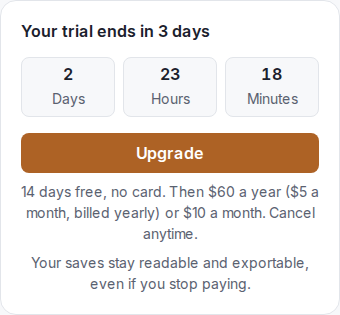 Your trial ends in 3 days
2 23 18
Days Hours Minutes
Upgrade
14 days free, no card. Then $60 a year ($5 a
month, billed yearly) or $10 a month. Cancel
anytime.
Your saves stay readable and exportable,
even if you stop paying.